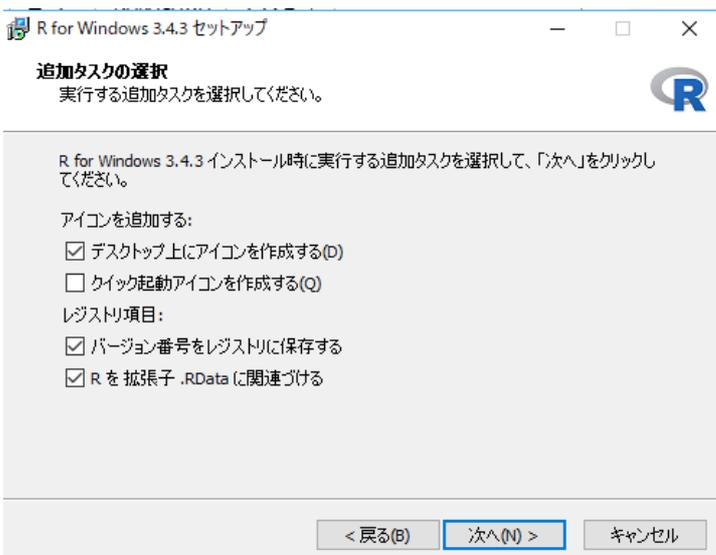 R for Windows 3.4.3 セットアップ
追加タスクの選択
実行する追加タスクを選択してください。
R
R for Windows 3.4.3 インストール時に実行する追加タスクを選択して、「次へ」をクリックし
てください。
アイコンを追加する:
デスクトップ上にアイコンを作成する(D)
クイック起動アイコンを作成する(Q)
レジストリ項目:
バージョン番号をレジストリに保存する
R を 拡張子 .RData に関連づける
< 戻る(B)
次へ(N) >
キャンセル